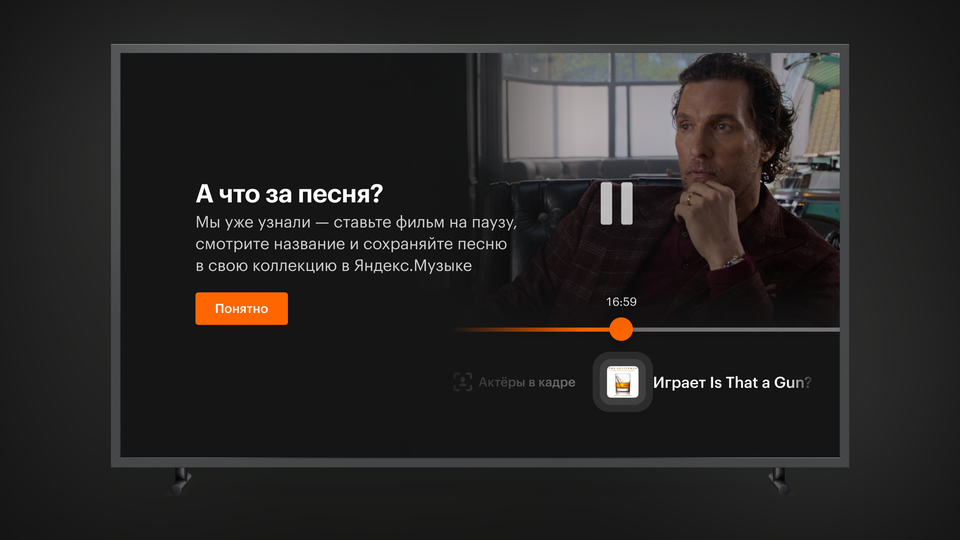 А что за песня?
Мы уже узнали — ставьте фильм на паузу,
смотрите название и сохраняйте песню
в свою коллекцию в Яндекс.Музыке
Понятно
16:59
Актёры в кадре
Играет Is That a Gun?